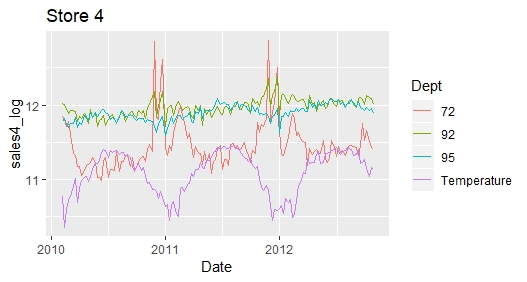 Store 4
sales4_log
12
11
2010
2011
2012
Date
Dept
72
92
95
Temperature